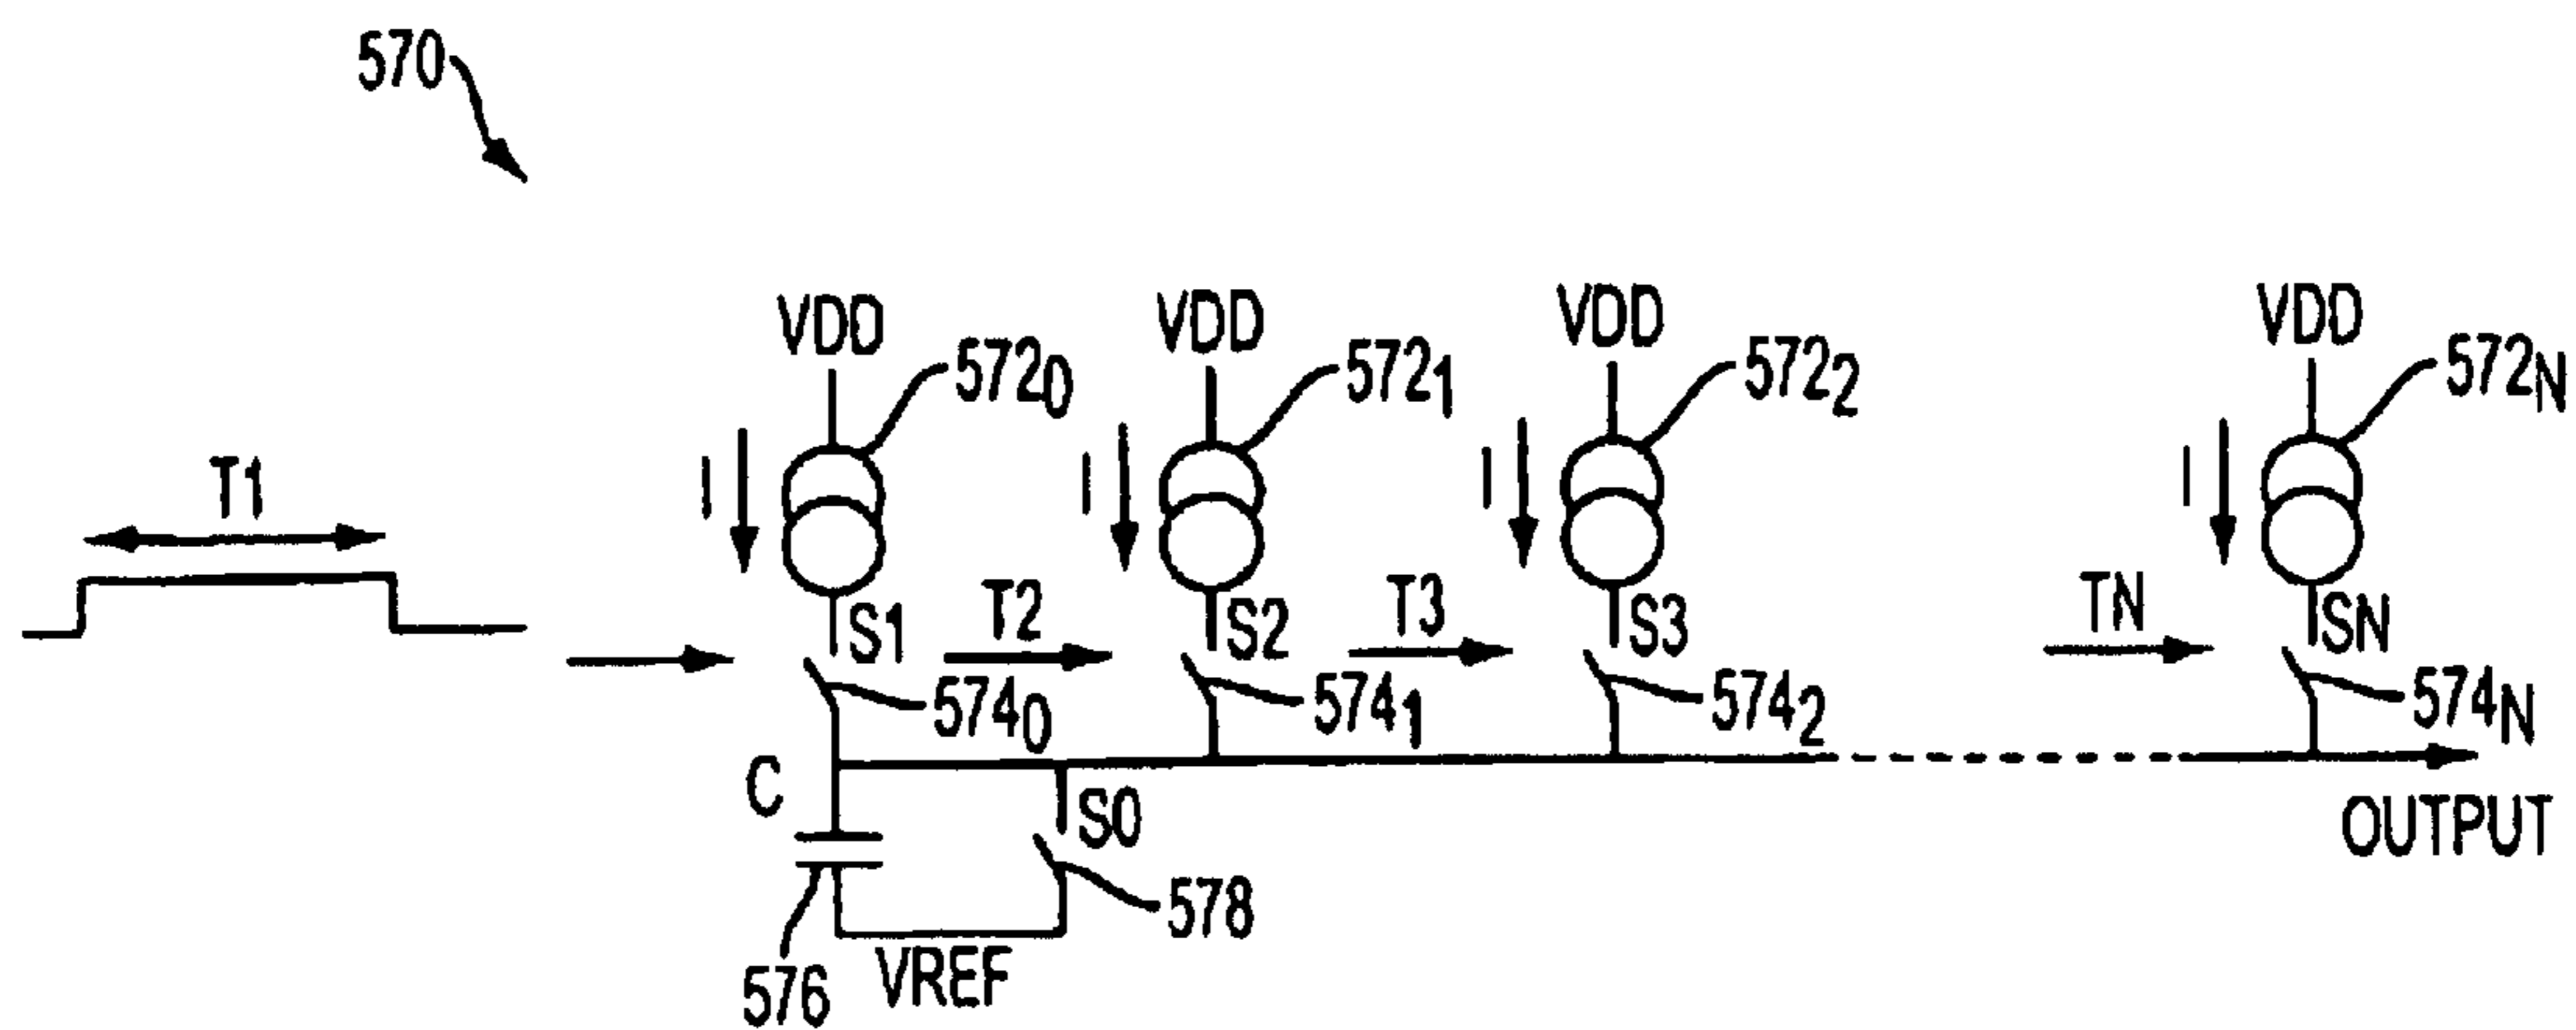 570
VDD VDD VDD VDD
572₀ 572₁ 572₂ 572N
T1 I I I I
S1 T2 S2 T3 S3 TN SN
574₀ 574₁ 574₂ 574N
C S0 OUTPUT
576 VREF 578